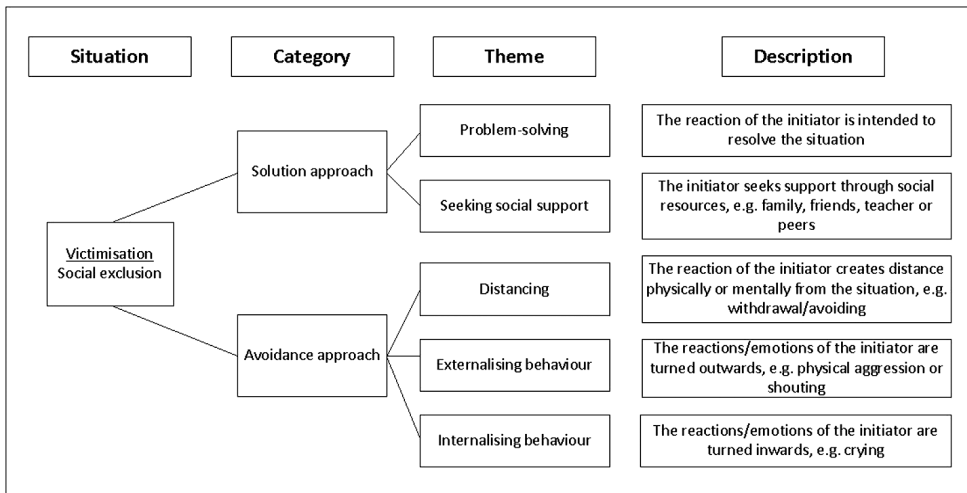 Situation
Category
Theme
Description
Victimisation
Social exclusion
Solution approach
Problem-solving
The reaction of the initiator is intended to
resolve the situation
Seeking social support
The initiator seeks support through social
resources, e.g. family, friends, teacher or
peers
Avoidance approach
Distancing
The reaction of the initiator creates distance
physically or mentally from the situation, e.g.
withdrawal/avoiding
Externalising behaviour
The reactions/emotions of the initiator are
turned outwards, e.g. physical aggression or
shouting
Internalising behaviour
The reactions/emotions of the initiator are
turned inwards, e.g. crying